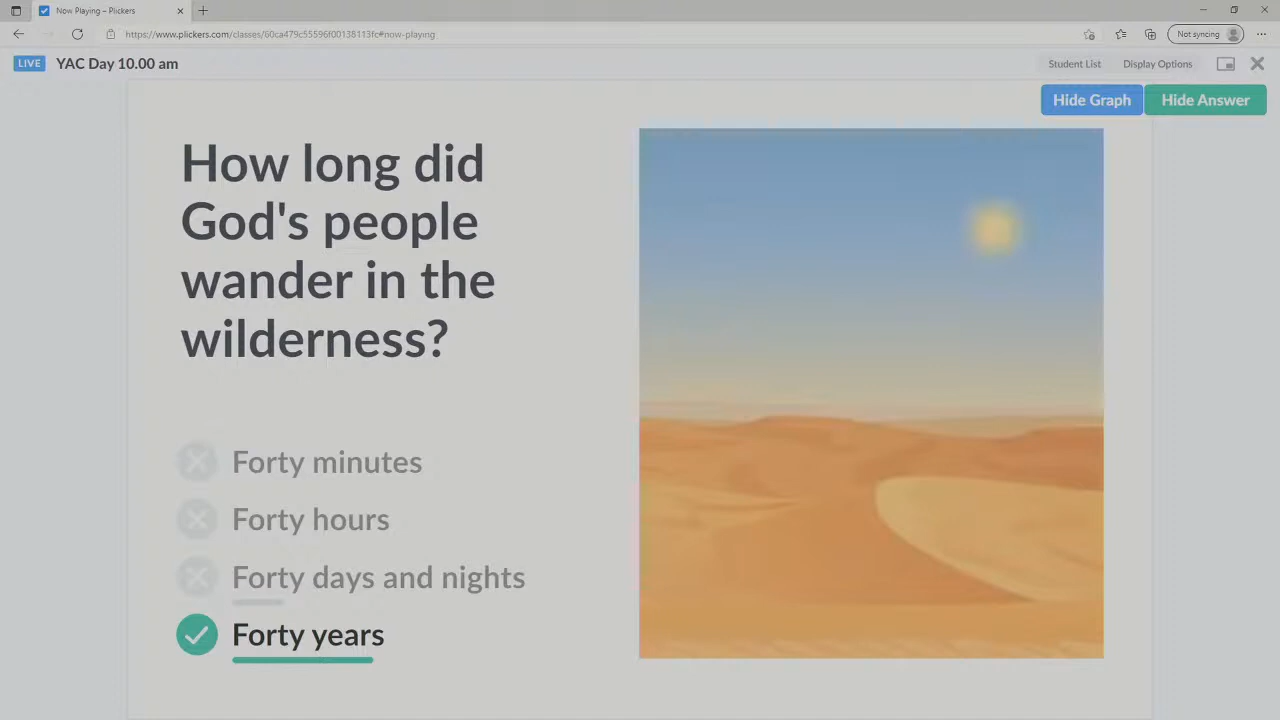 Now Playing – Plickers
https://www.plickers.com/classes/60ca479c55596f00138113fc#now-playing
Not syncing
LIVE YAC Day 10.00 am
Student List
Display Options
Hide Graph
Hide Answer
How long did
God's people
wander in the
wilderness?
Forty minutes
Forty hours
Forty days and nights
Forty years